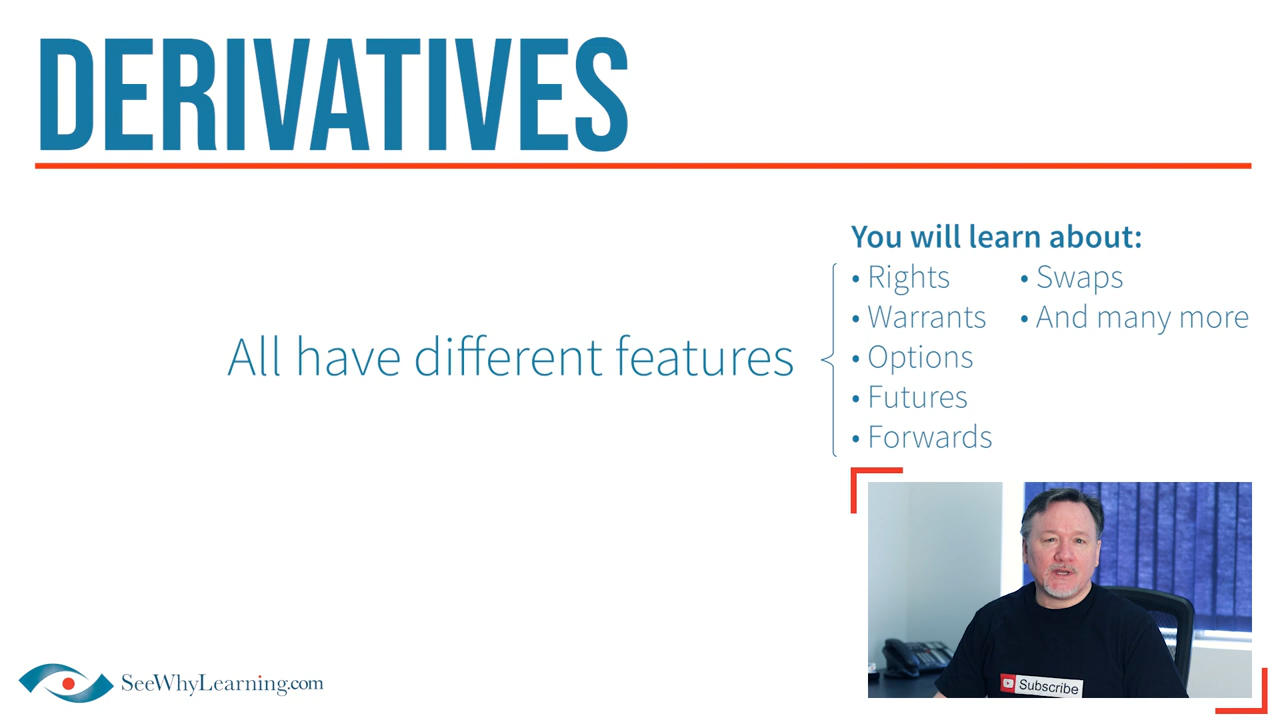 DERIVATIVES
All have different features
You will learn about:
• Rights
• Warrants
• Options
• Futures
• Forwards
• Swaps
• And many more
Subscribe
SeeWhyLearning.com